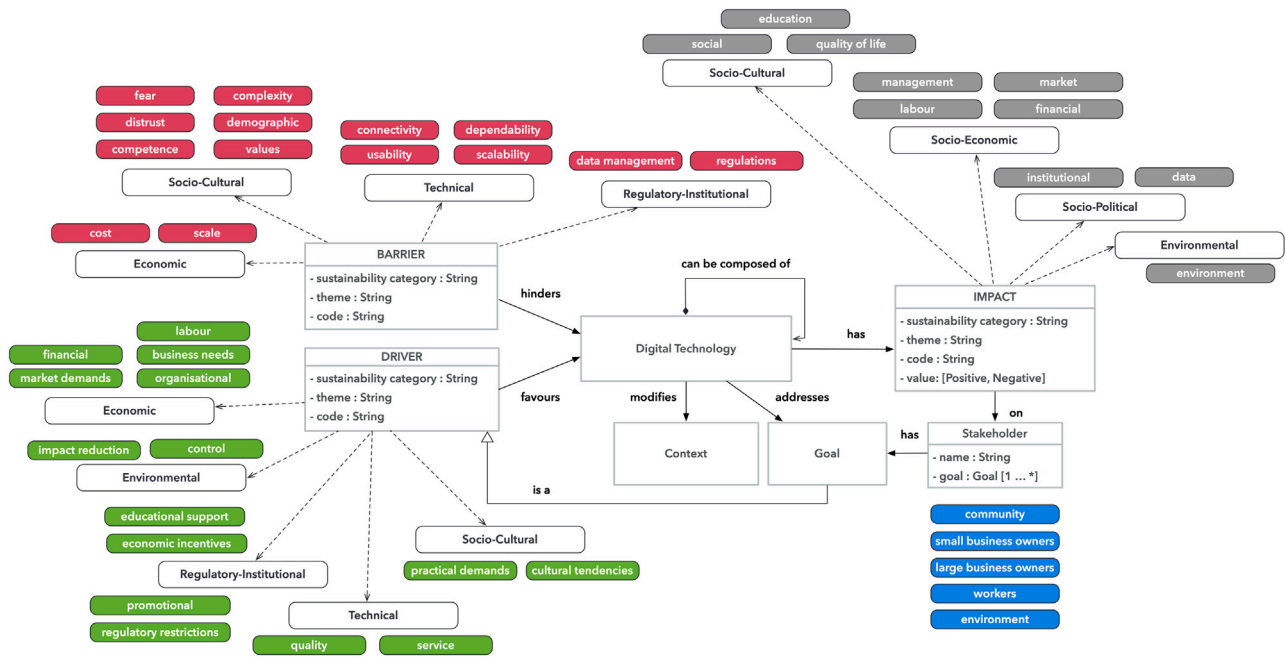 education
social
quality of life
Socio-Cultural
management
market
labour
financial
Socio-Economic
institutional
data
Socio-Political
Environmental
environment
fear
complexity
distrust
demographic
competence
values
Socio-Cultural
connectivity
dependability
usability
scalability
Technical
data management
regulations
Regulatory-Institutional
cost
scale
Economic
BARRIER
- sustainability category : String
- theme : String
- code : String
hinders
can be composed of
Digital Technology
has
IMPACT
- sustainability category : String
- theme : String
- code : String
- value: [Positive, Negative]
labour
financial
business needs
market demands
organisational
Economic
DRIVER
- sustainability category : String
- theme : String
- code : String
favours
modifies
addresses
on
Context
Goal
has
Stakeholder
- name : String
- goal : Goal [1 ... *]
is a
impact reduction
control
Environmental
educational support
economic incentives
Regulatory-Institutional
promotional
regulatory restrictions
Socio-Cultural
practical demands
cultural tendencies
Technical
quality
service
community
small business owners
large business owners
workers
environment